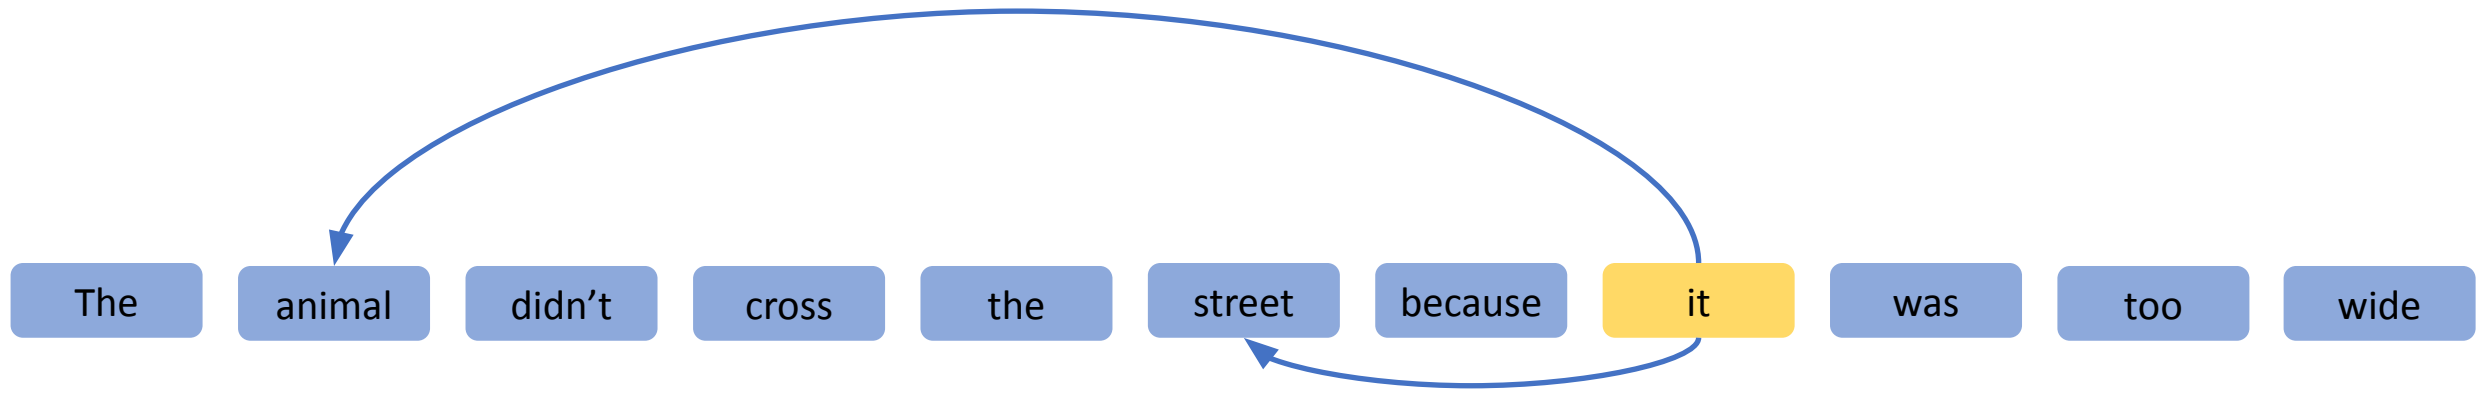 The animal didn’t cross the street because it was too wide